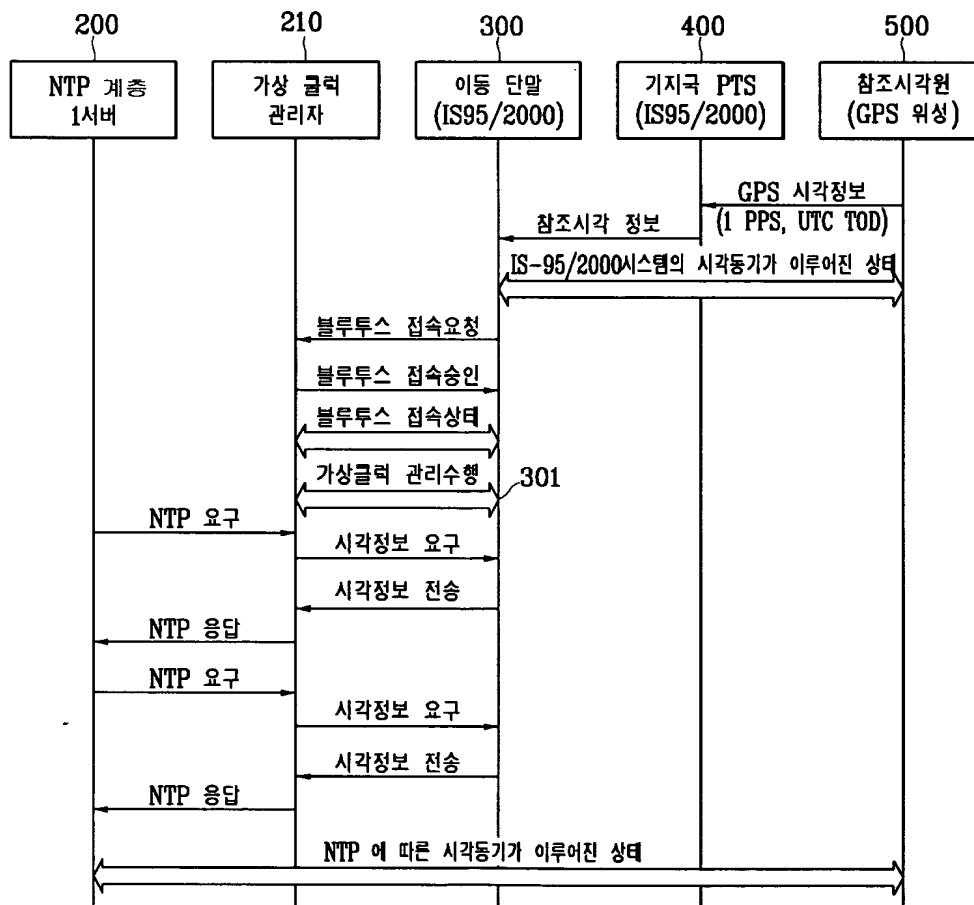 200
210
300
400
500
NTP 계층
1서버
가상 클럭
관리자
이동 단말
(IS95/2000)
기지국 PTS
(IS95/2000)
참조시각원
(GPS 위성)
GPS 시각정보
(1 PPS, UTC TOD)
참조시각 정보
IS-95/2000시스템의 시각동기가 이루어진 상태
블루투스 접속요청
블루투스 접속승인
블루투스 접속상태
가상클럭 관리수행
301
NTP 요구
시각정보 요구
시각정보 전송
NTP 응답
NTP 요구
시각정보 요구
시각정보 전송
NTP 응답
NTP 에 따른 시각동기가 이루어진 상태